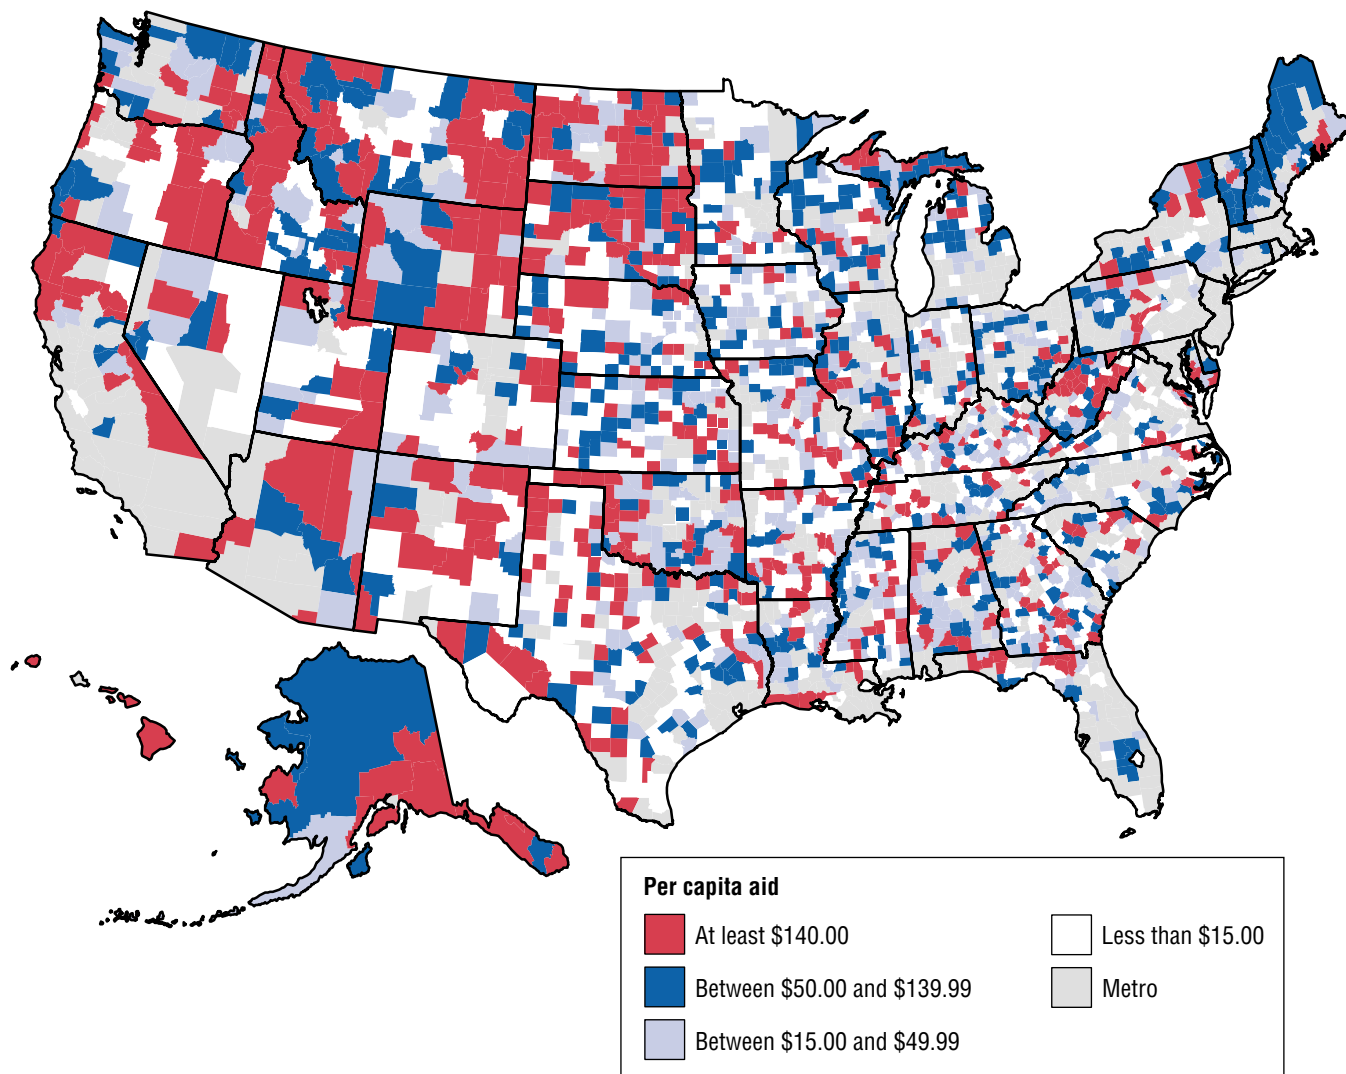 Per capita aid
At least $140.00
Between $50.00 and $139.99
Between $15.00 and $49.99
Less than $15.00
Metro